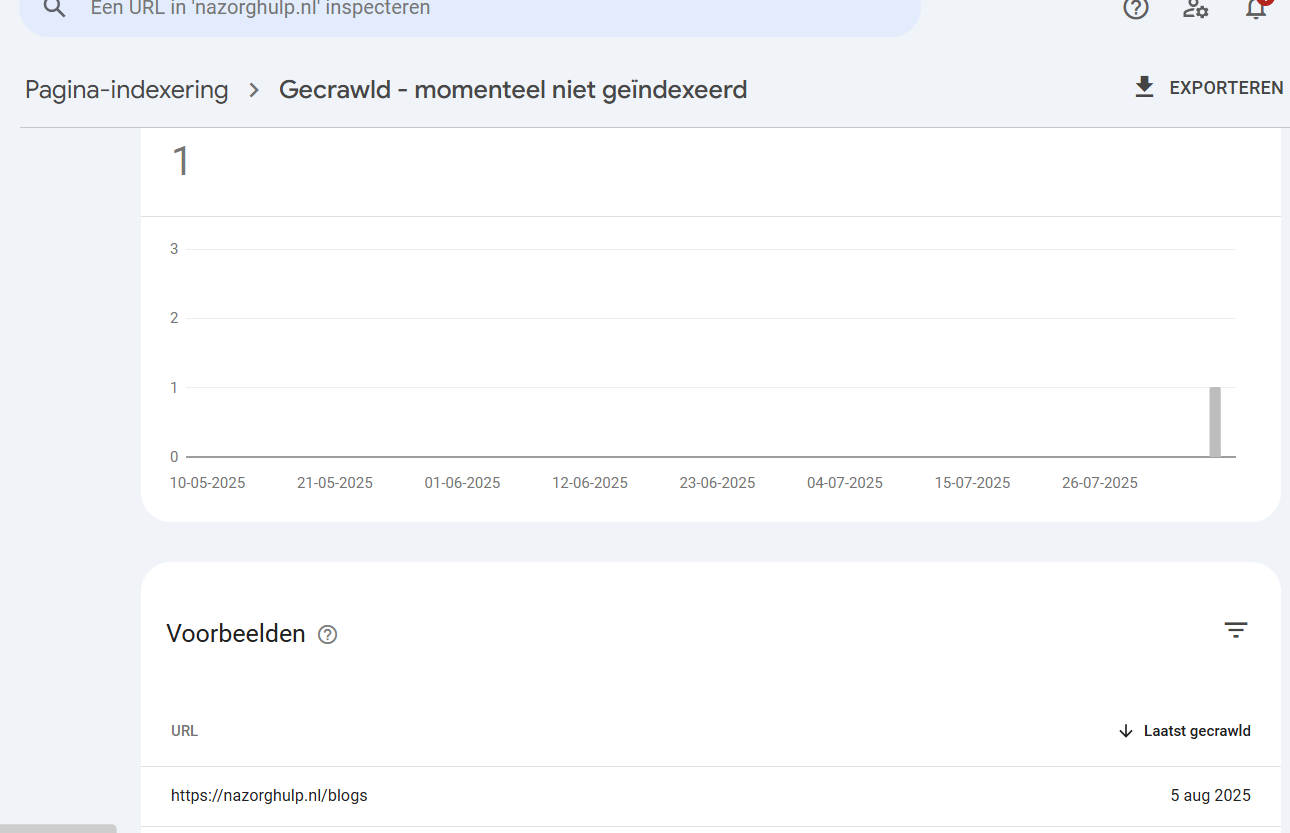 Een URL in 'nazorghulp.nl' inspecteren
Pagina-indexering > Gecrawld - momenteel niet geïndexeerd
EXPORTEREN
1
3
2
1
0
10-05-2025 21-05-2025 01-06-2025 12-06-2025 23-06-2025 04-07-2025 15-07-2025 26-07-2025
Voorbeelden
URL Laatst gecrawld
https://nazorghulp.nl/blogs 5 aug 2025